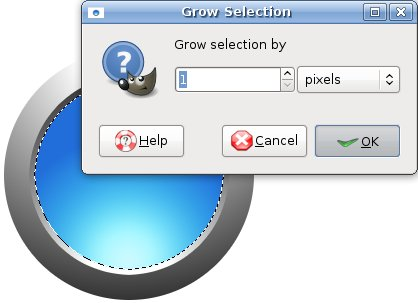 Grow Selection
Grow selection by
1 pixels
Help Cancel OK